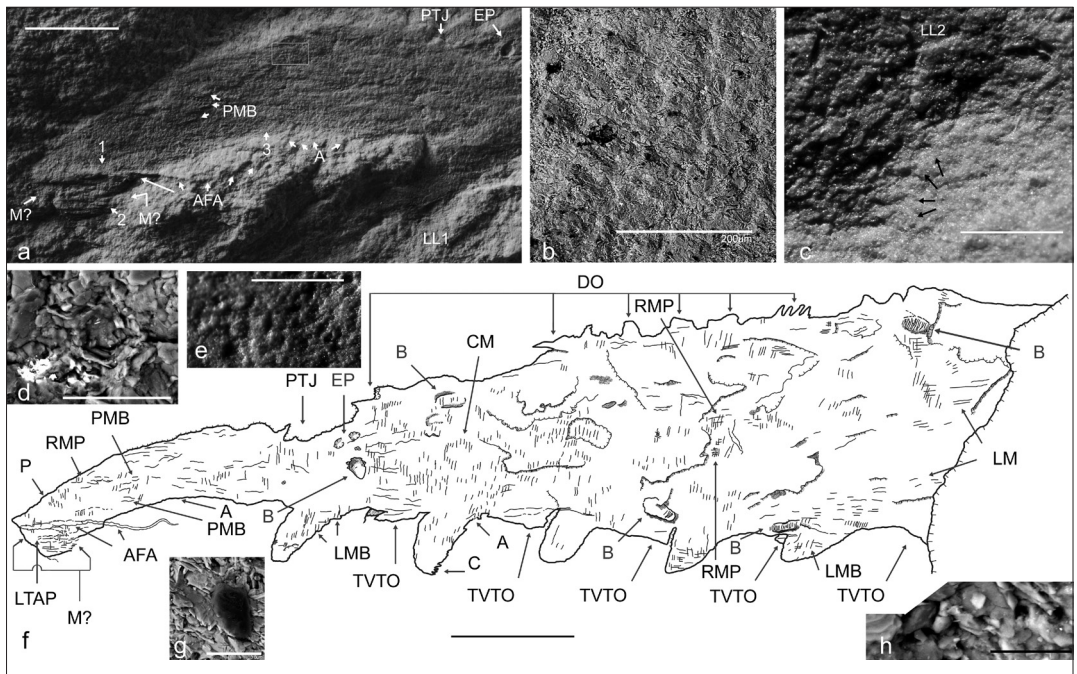 PTJ EP
PMB
1
3 A
AFA
M? 2 M?
LL1
a
200µm
b
LL2
c
d
e
DO
RMP
B CM B
PTJ EP
PMB
RMP
P
LM
A
PMB B
AFA LMB A B B
TVTO C RMP LMB
LTAP TVTO TVTO TVTO TVTO
M?
f
g
h